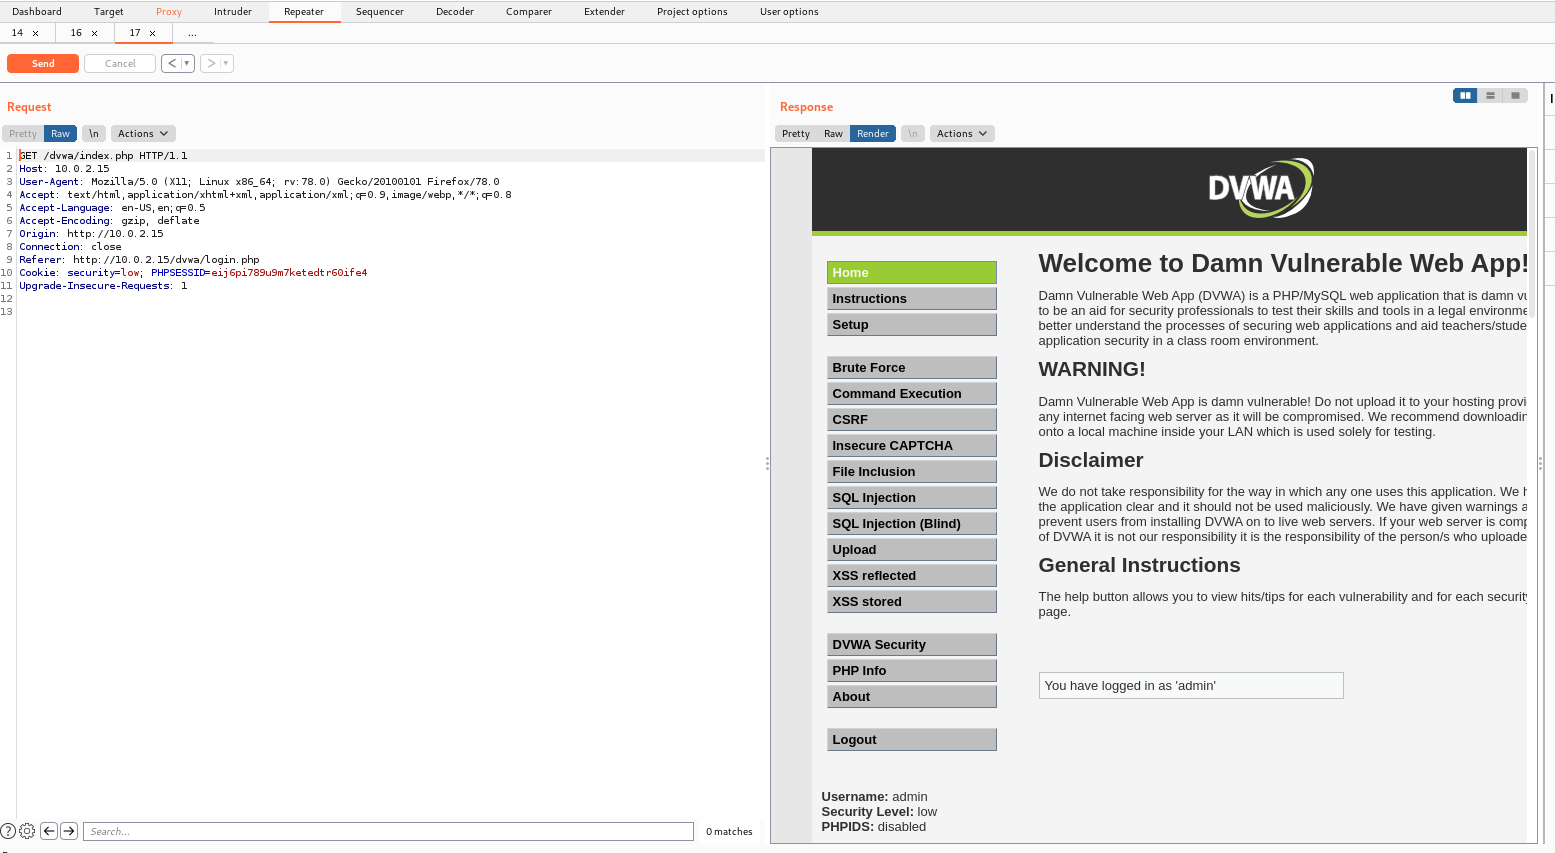 Dashboard Target Proxy Intruder Repeater Sequencer Decoder Comparer Extender Project options User options
14 × 16 × 17 × ...
Send Cancel < ▾ > ▾
Request
Pretty Raw \n Actions
1 GET /dvwa/index.php HTTP/1.1
2 Host: 10.0.2.15
3 User-Agent: Mozilla/5.0 (X11; Linux x86_64; rv:78.0) Gecko/20100101 Firefox/78.0
4 Accept: text/html,application/xhtml+xml,application/xml;q=0.9,image/webp,*/*;q=0.8
5 Accept-Language: en-US,en;q=0.5
6 Accept-Encoding: gzip, deflate
7 Origin: http://10.0.2.15
8 Connection: close
9 Referer: http://10.0.2.15/dvwa/login.php
10 Cookie: security=low; PHPSESSID=eij6pi789u9m7ketedtr60ife4
11 Upgrade-Insecure-Requests: 1
12
13
Search...
0 matches
Response
Pretty Raw Render \n Actions
DVWA
Home
Instructions
Setup
Brute Force
Command Execution
CSRF
Insecure CAPTCHA
File Inclusion
SQL Injection
SQL Injection (Blind)
Upload
XSS reflected
XSS stored
DVWA Security
PHP Info
About
Logout
Welcome to Damn Vulnerable Web App!
Damn Vulnerable Web App (DVWA) is a PHP/MySQL web application that is damn vu
to be an aid for security professionals to test their skills and tools in a legal environme
better understand the processes of securing web applications and aid teachers/stude
application security in a class room environment.
WARNING!
Damn Vulnerable Web App is damn vulnerable! Do not upload it to your hosting provi
any internet facing web server as it will be compromised. We recommend downloadin
onto a local machine inside your LAN which is used solely for testing.
Disclaimer
We do not take responsibility for the way in which any one uses this application. We h
the application clear and it should not be used maliciously. We have given warnings a
prevent users from installing DVWA on to live web servers. If your web server is comp
of DVWA it is not our responsibility it is the responsibility of the person/s who uploade
General Instructions
The help button allows you to view hits/tips for each vulnerability and for each security
page.
You have logged in as 'admin'
Username: admin
Security Level: low
PHPIDS: disabled